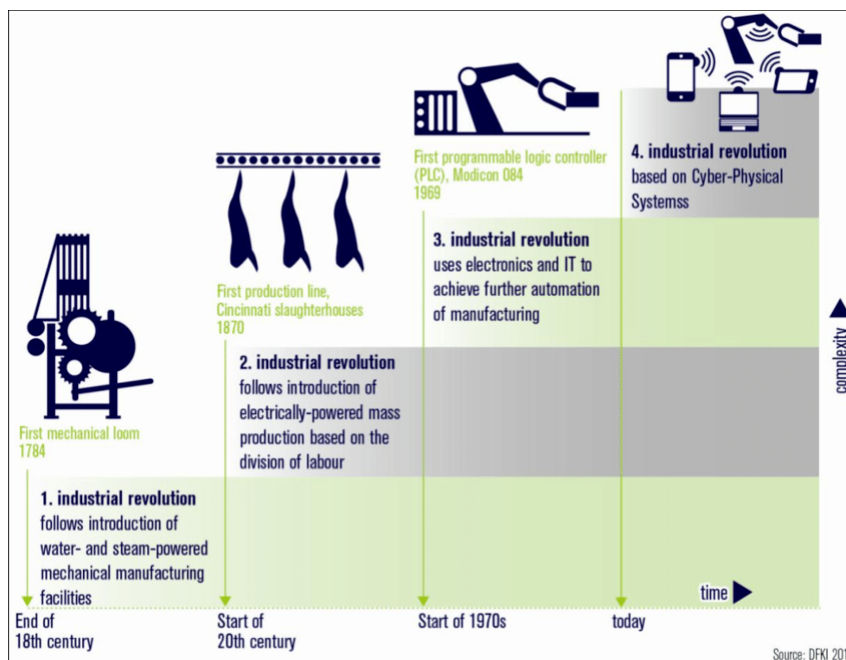 4. industrial revolution
based on Cyber-Physical
Systemss
First programmable logic controller
(PLC), Modicon 084
1969
3. industrial revolution
uses electronics and IT to
achieve further automation
of manufacturing
First production line,
Cincinnati slaughterhouses
1870
2. industrial revolution
follows introduction of
electrically-powered mass
production based on the
division of labour
First mechanical loom
1784
1. industrial revolution
follows introduction of
water- and steam-powered
mechanical manufacturing
facilities
complexity
time
End of
18th century
Start of
20th century
Start of 1970s
today
Source: DFKI